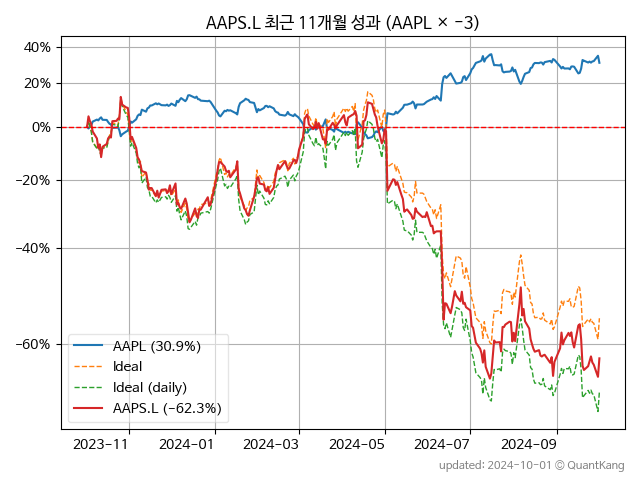 AAPS.L 최근 11개월 성과 (AAPL × −3)
40%
20%
0%
−20%
−40%
−60%
AAPL (30.9%)
Ideal
Ideal (daily)
AAPS.L (−62.3%)
2023−11
2024−01
2024−03
2024−05
2024−07
2024−09
updated: 2024−10−01 © QuantKang